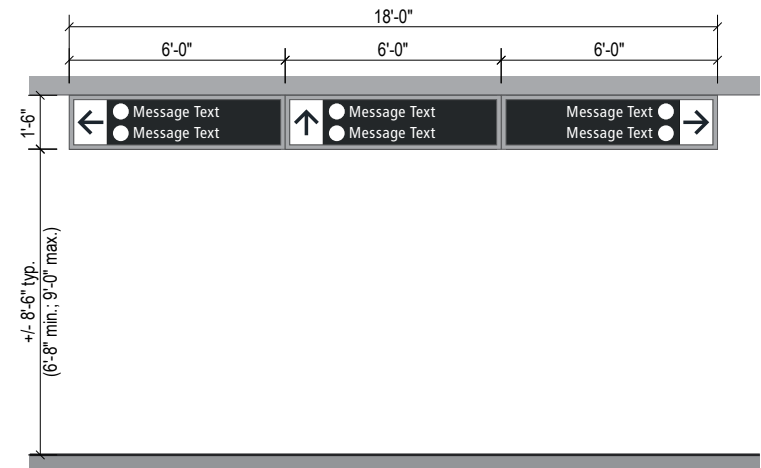 18'-0"
6'-0" 6'-0" 6'-0"
1'-6"
Message Text
Message Text
Message Text
Message Text
Message Text
Message Text
+/- 8'-6" typ.
(6'-8" min.; 9'-0" max.)